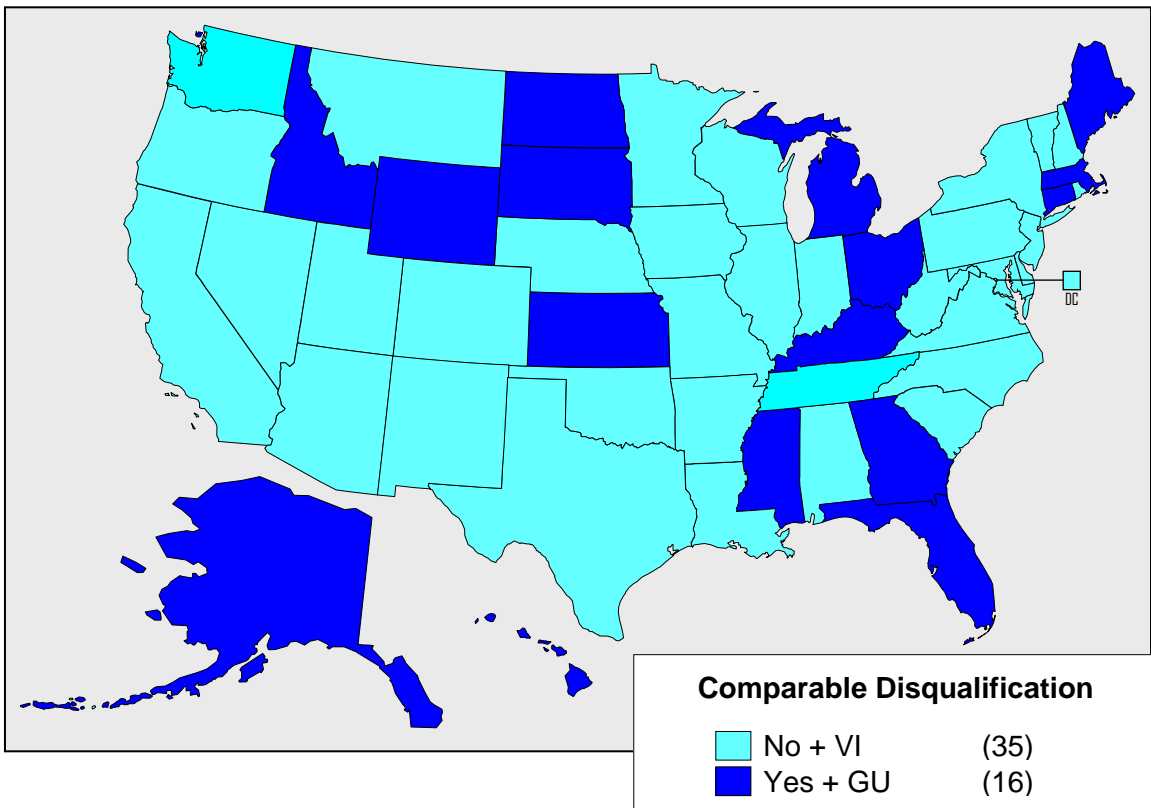 DC
Comparable Disqualification
No + VI (35)
Yes + GU (16)